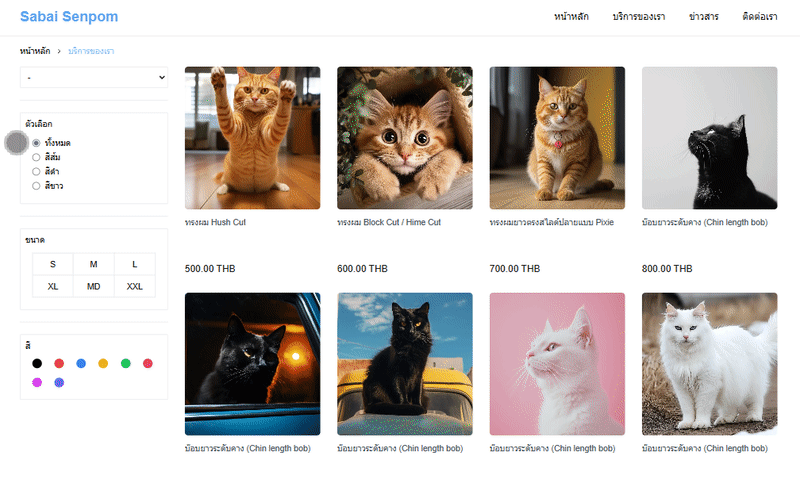 Sabai Senpom
หน้าหลัก
บริการของเรา
ข่าวสาร
ติดต่อเรา
หน้าหลัก > บริการของเรา
-
ตัวเลือก
ทั้งหมด
สีส้ม
สีดำ
สีขาว
ขนาด
S M L
XL MD XXL
สี
ทรงผม Hush Cut
ทรงผม Block Cut / Hime Cut
ทรงผมยาวตรงสไลด์ปลายแบบ Pixie
บ๊อบยาวระดับคาง (Chin length bob)
500.00 THB
600.00 THB
700.00 THB
800.00 THB
บ๊อบยาวระดับคาง (Chin length bob)
บ๊อบยาวระดับคาง (Chin length bob)
บ๊อบยาวระดับคาง (Chin length bob)
บ๊อบยาวระดับคาง (Chin length bob)